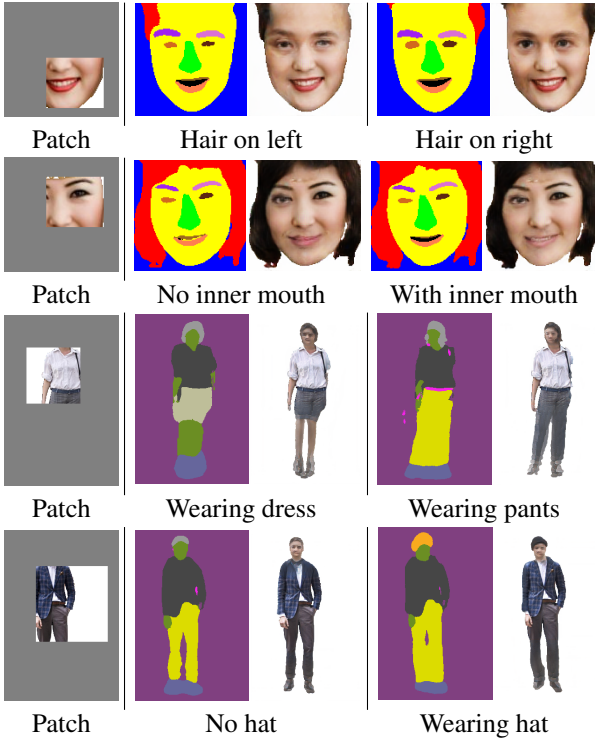 Patch Hair on left Hair on right
Patch No inner mouth With inner mouth
Patch Wearing dress Wearing pants
Patch No hat Wearing hat